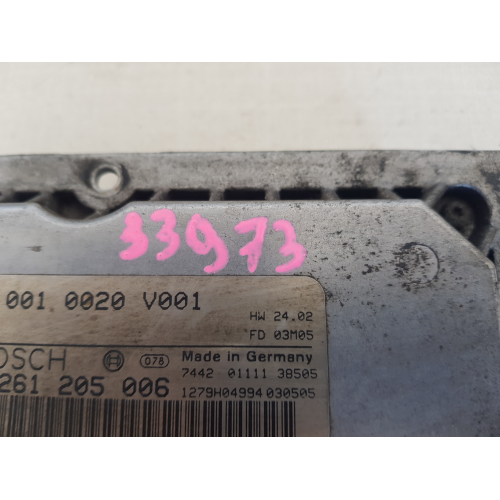 33973
001 0020 V001
HW 24.02
FD 03M05
OSCH
078
Made in Germany
7442 01111 38505
261 205 006
1279H04994 030505